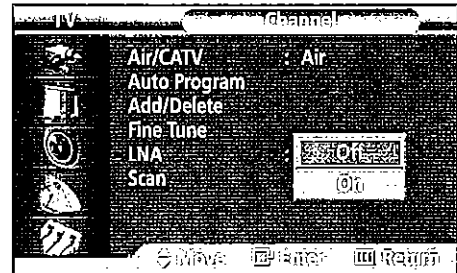 TV Channel
Air/CATV : Air
Auto Program
Add/Delete
Fine Tune
LNA : Off
On
Scan
Move Enter Return